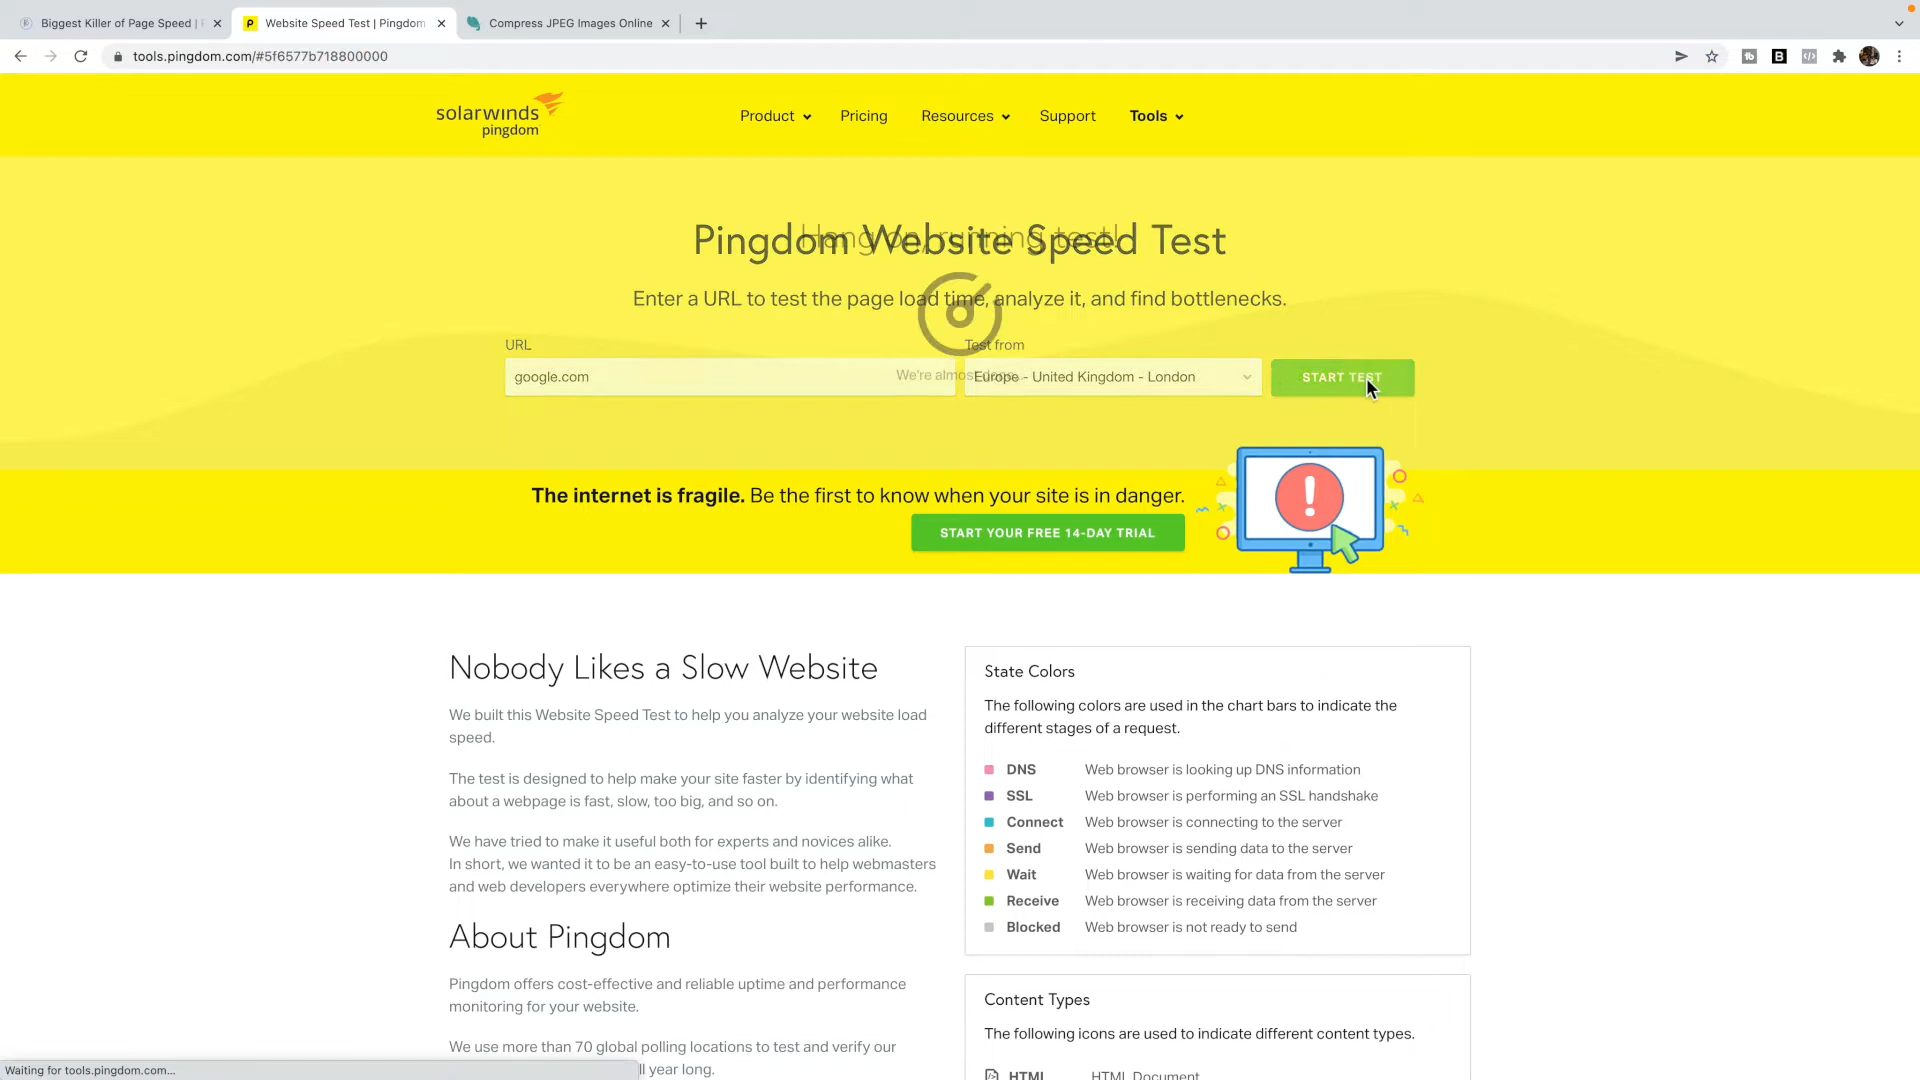 Biggest Killer of Page Speed |
Website Speed Test | Pingdom
Compress JPEG Images Online
tools.pingdom.com/#5f6577b718800000
solarwinds
pingdom
Product
Pricing
Resources
Support
Tools
Pingdom Website Speed Test
Hang on, running test!
Enter a URL to test the page load time, analyze it, and find bottlenecks.
URL
Test from
google.com
We're almost
Europe - United Kingdom - London
START TEST
The internet is fragile. Be the first to know when your site is in danger.
START YOUR FREE 14-DAY TRIAL
Nobody Likes a Slow Website
We built this Website Speed Test to help you analyze your website load
speed.
The test is designed to help make your site faster by identifying what
about a webpage is fast, slow, too big, and so on.
We have tried to make it useful both for experts and novices alike.
In short, we wanted it to be an easy-to-use tool built to help webmasters
and web developers everywhere optimize their website performance.
About Pingdom
Pingdom offers cost-effective and reliable uptime and performance
monitoring for your website.
We use more than 70 global polling locations to test and verify our
ll year long.
State Colors
The following colors are used in the chart bars to indicate the
different stages of a request.
DNS Web browser is looking up DNS information
SSL Web browser is performing an SSL handshake
Connect Web browser is connecting to the server
Send Web browser is sending data to the server
Wait Web browser is waiting for data from the server
Receive Web browser is receiving data from the server
Blocked Web browser is not ready to send
Content Types
The following icons are used to indicate different content types.
HTML HTML Document
Waiting for tools.pingdom.com...